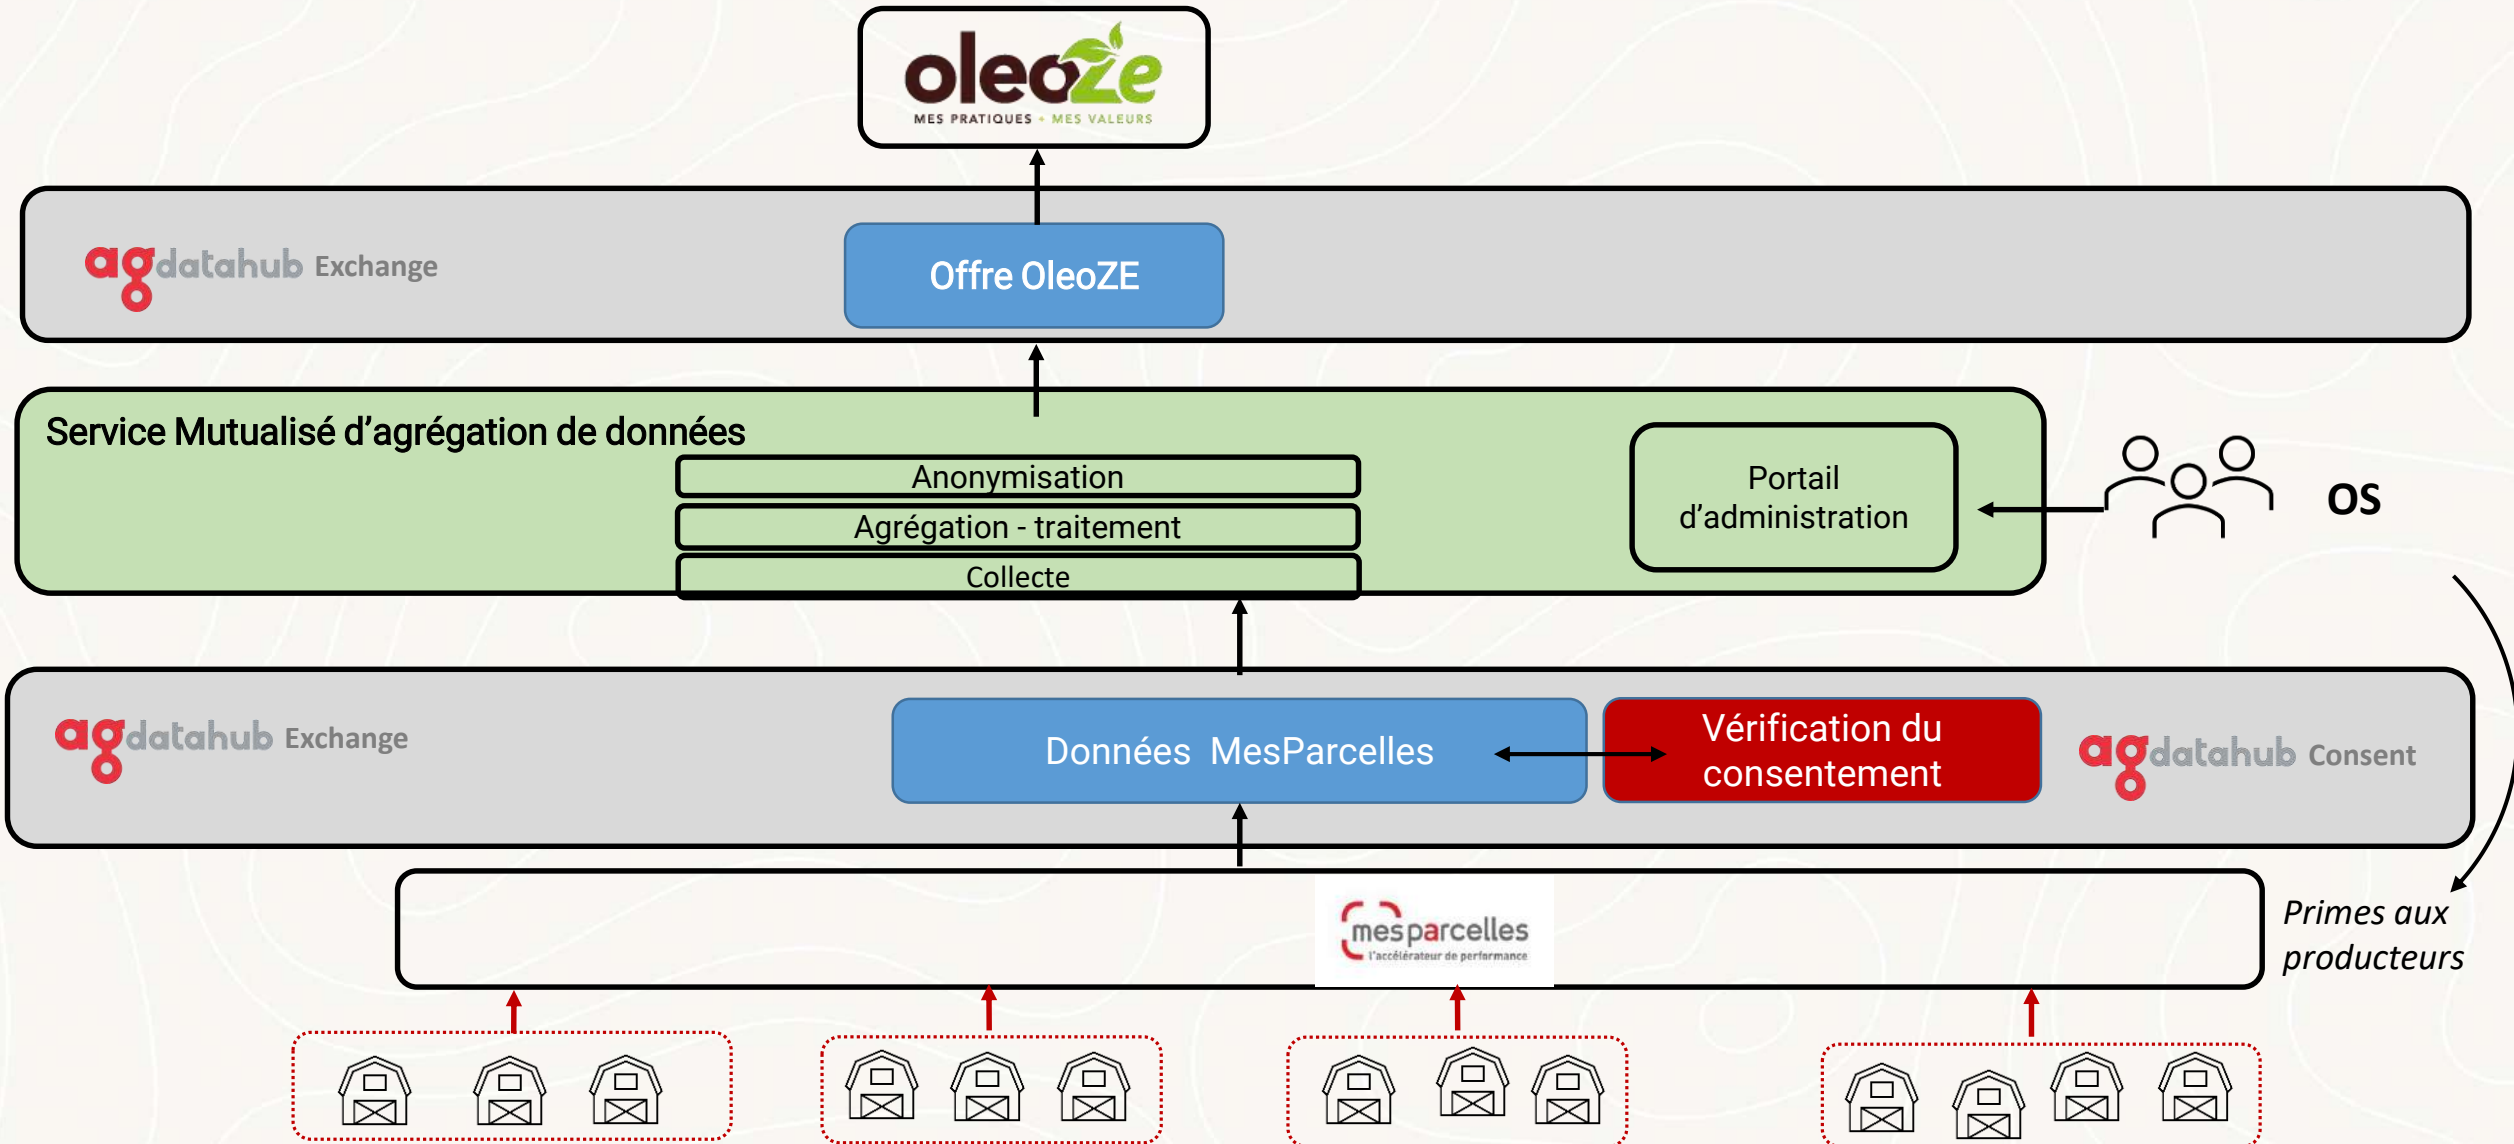 oleoze
MES PRATIQUES + MES VALEURS
agdatahub Exchange
Offre OleoZE
Service Mutualisé d’agrégation de données
Anonymisation
Agrégation - traitement
Collecte
Portail
d’administration
OS
agdatahub Exchange
Données MesParcelles
Vérification du
consentement
agdatahub Consent
mesparcelles
l'accélérateur de performance
Primes aux
producteurs